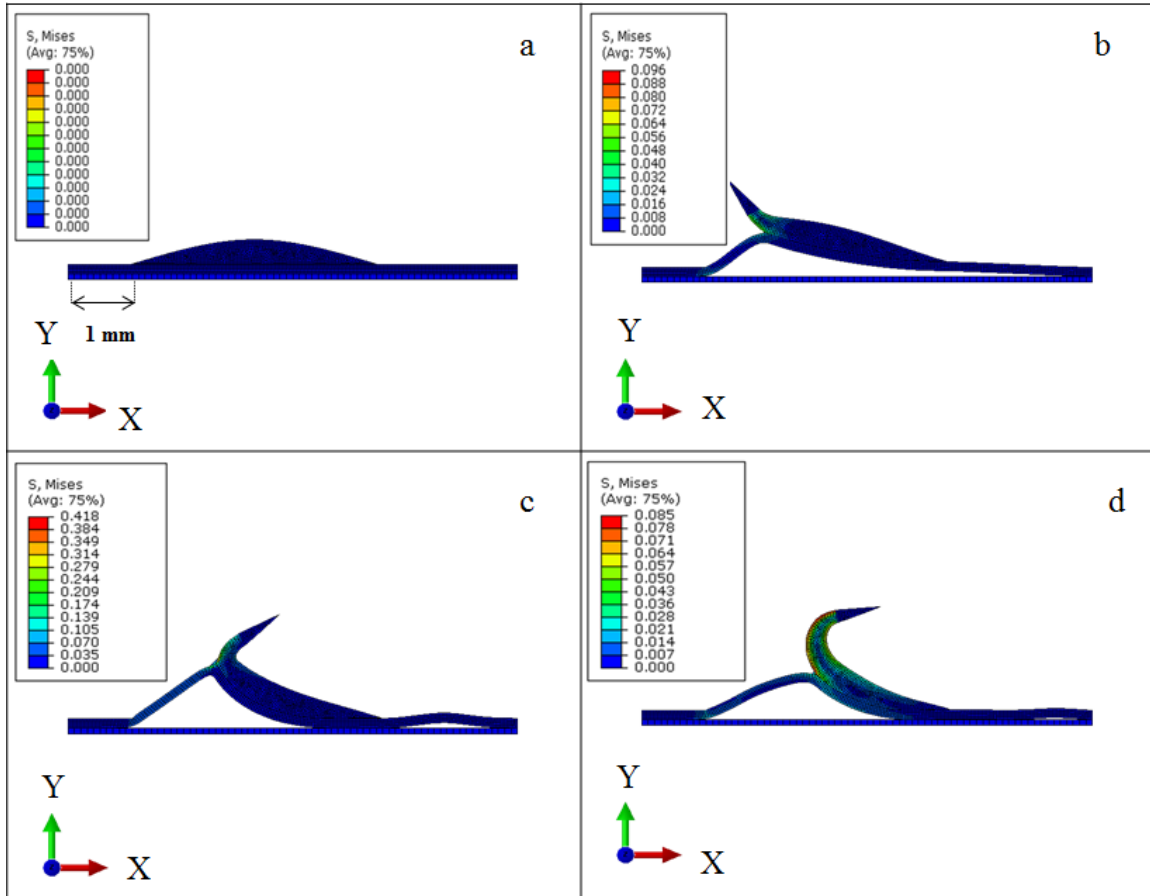 S, Mises
(Avg: 75%)
0.000
0.000
0.000
0.000
0.000
0.000
0.000
0.000
0.000
0.000
0.000
0.000
0.000
a
1 mm
Y
X
S, Mises
(Avg: 75%)
0.096
0.088
0.080
0.072
0.064
0.056
0.048
0.040
0.032
0.024
0.016
0.008
0.000
b
Y
X
S, Mises
(Avg: 75%)
0.418
0.384
0.349
0.314
0.279
0.244
0.209
0.174
0.139
0.105
0.070
0.035
0.000
c
Y
X
S, Mises
(Avg: 75%)
0.085
0.078
0.071
0.064
0.057
0.050
0.043
0.036
0.028
0.021
0.014
0.007
0.000
d
Y
X